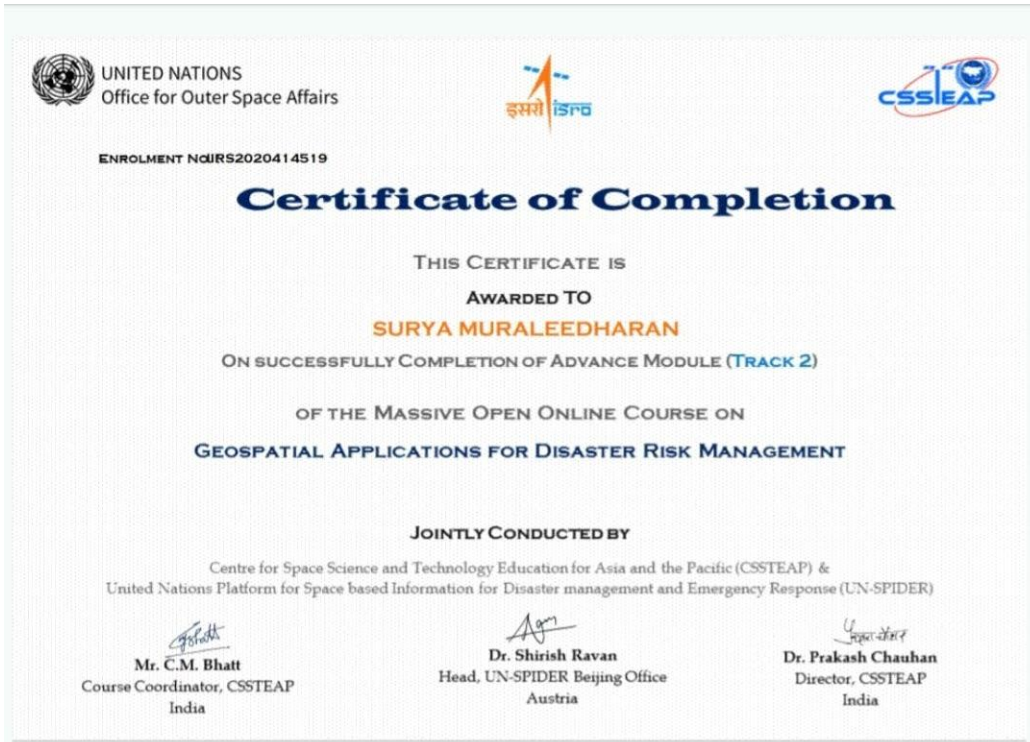 UNITED NATIONS
Office for Outer Space Affairs
इसरो isro
CSSTEAP
ENROLMENT NOIRS2020414519
Certificate of Completion
THIS CERTIFICATE IS
AWARDED TO
SURYA MURALEEDHARAN
ON SUCCESSFULLY COMPLETION OF ADVANCE MODULE (TRACK 2)
OF THE MASSIVE OPEN ONLINE COURSE ON
GEOSPATIAL APPLICATIONS FOR DISASTER RISK MANAGEMENT
JOINTLY CONDUCTED BY
Centre for Space Science and Technology Education for Asia and the Pacific (CSSTEAP) &
United Nations Platform for Space based Information for Disaster management and Emergency Response (UN-SPIDER)
Mr. C.M. Bhatt
Course Coordinator, CSSTEAP
India
Dr. Shirish Ravan
Head, UN-SPIDER Beijing Office
Austria
Dr. Prakash Chauhan
Director, CSSTEAP
India